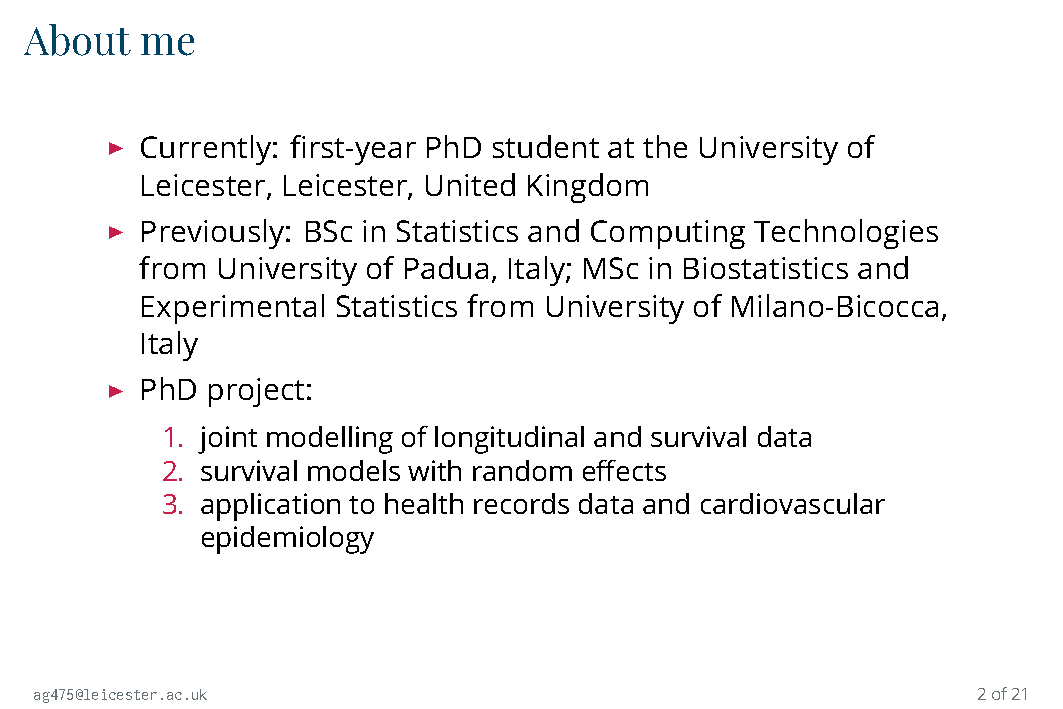 About me
▶ Currently: first-year PhD student at the University of
Leicester, Leicester, United Kingdom
▶ Previously: BSc in Statistics and Computing Technologies
from University of Padua, Italy; MSc in Biostatistics and
Experimental Statistics from University of Milano-Bicocca,
Italy
▶ PhD project:
1. joint modelling of longitudinal and survival data
2. survival models with random effects
3. application to health records data and cardiovascular
epidemiology
ag475@leicester.ac.uk
2 of 21